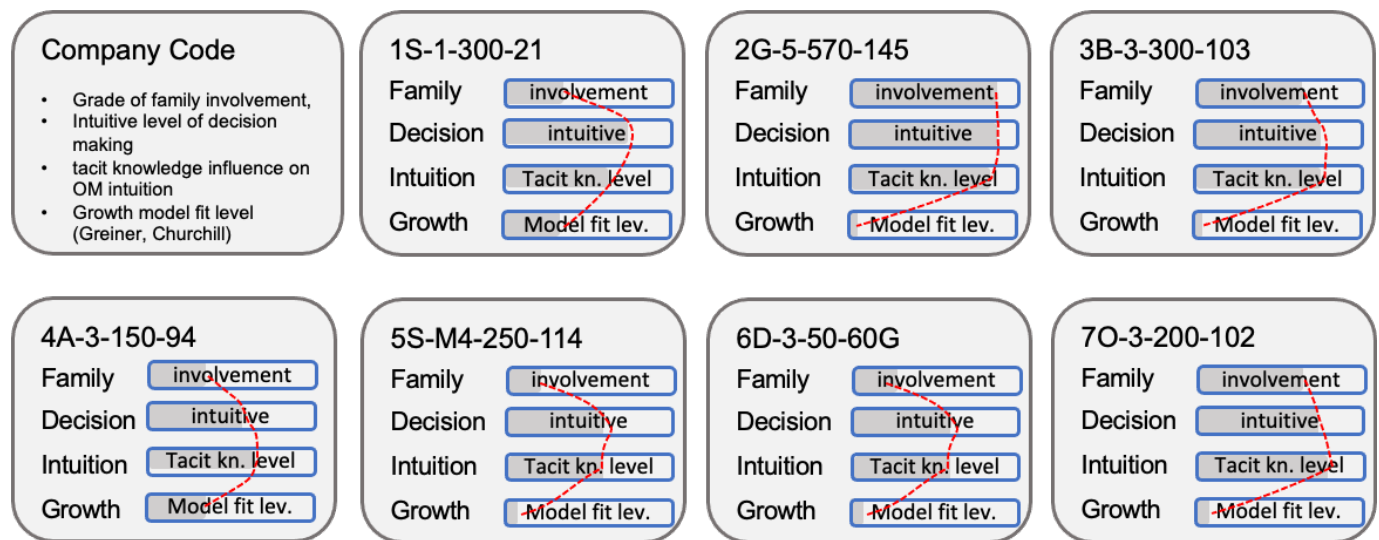 Company Code
• Grade of family involvement,
• Intuitive level of decision
making
• tacit knowledge influence on
OM intuition
• Growth model fit level
(Greiner, Churchill)
1S-1-300-21
Family involvement
Decision intuitive
Intuition Tacit kn. level
Growth Model fit lev.
2G-5-570-145
Family involvement
Decision intuitive
Intuition Tacit kn. level
Growth Model fit lev.
3B-3-300-103
Family involvement
Decision intuitive
Intuition Tacit kn. level
Growth Model fit lev.
4A-3-150-94
Family involvement
Decision intuitive
Intuition Tacit kn. level
Growth Model fit lev.
5S-M4-250-114
Family involvement
Decision intuitive
Intuition Tacit kn. level
Growth Model fit lev.
6D-3-50-60G
Family involvement
Decision intuitive
Intuition Tacit kn. level
Growth Model fit lev.
7O-3-200-102
Family involvement
Decision intuitive
Intuition Tacit kn. level
Growth Model fit lev.